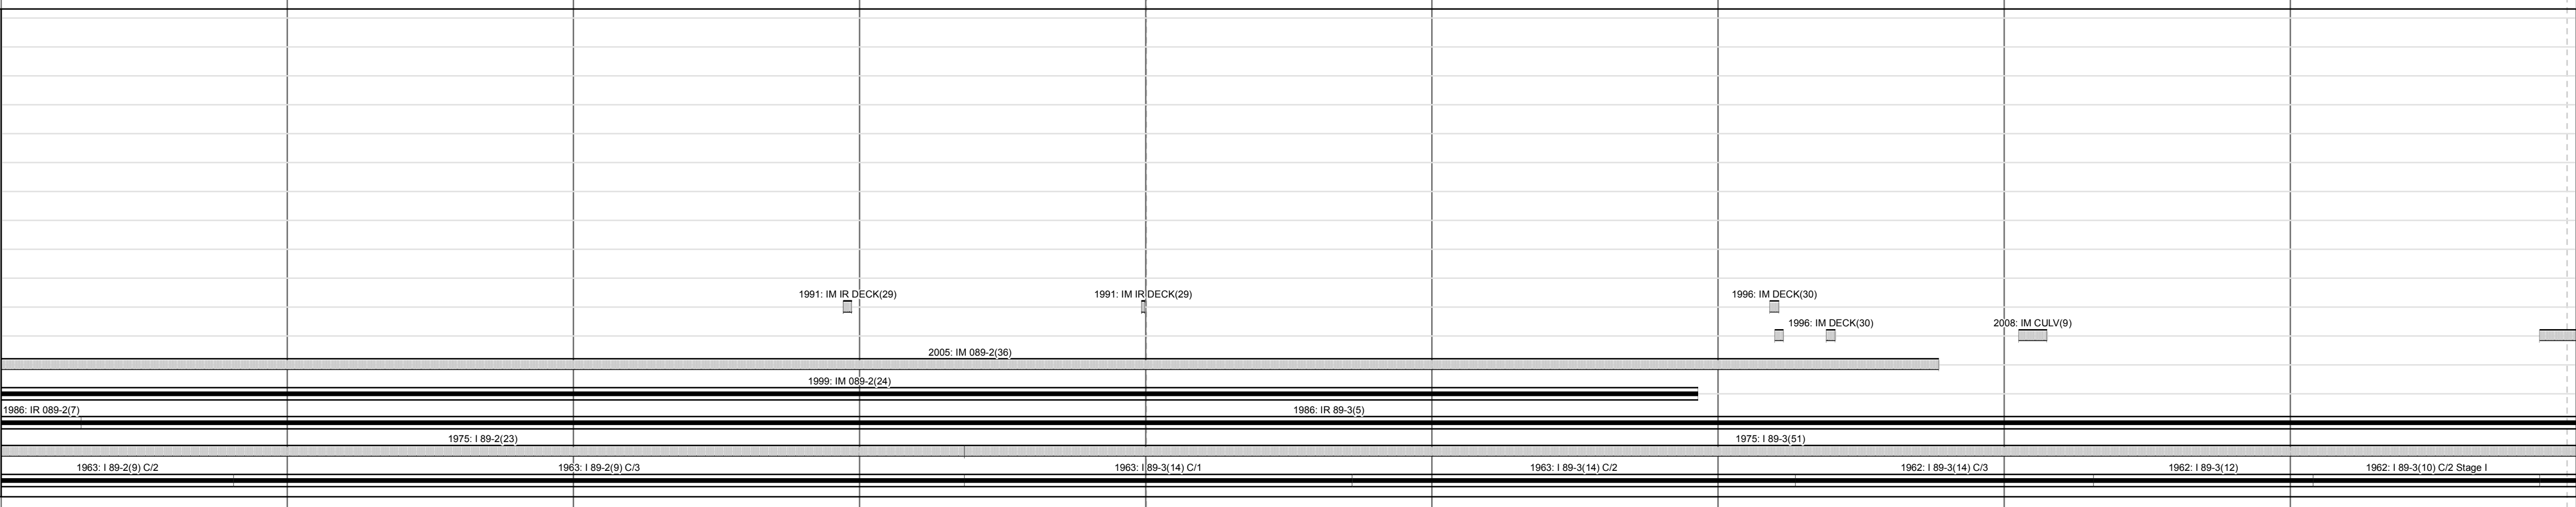 1991: IM IR DECK(29) 1991: IM IR DECK(29) 1996: IM DECK(30)
1996: IM DECK(30) 2008: IM CULV(9)
2005: IM 089-2(36)
1999: IM 089-2(24)
1986: IR 089-2(7) 1986: IR 89-3(5)
1975: I 89-2(23) 1975: I 89-3(51)
1963: I 89-2(9) C/2 1963: I 89-2(9) C/3 1963: I 89-3(14) C/1 1963: I 89-3(14) C/2 1962: I 89-3(14) C/3 1962: I 89-3(12) 1962: I 89-3(10) C/2 Stage I